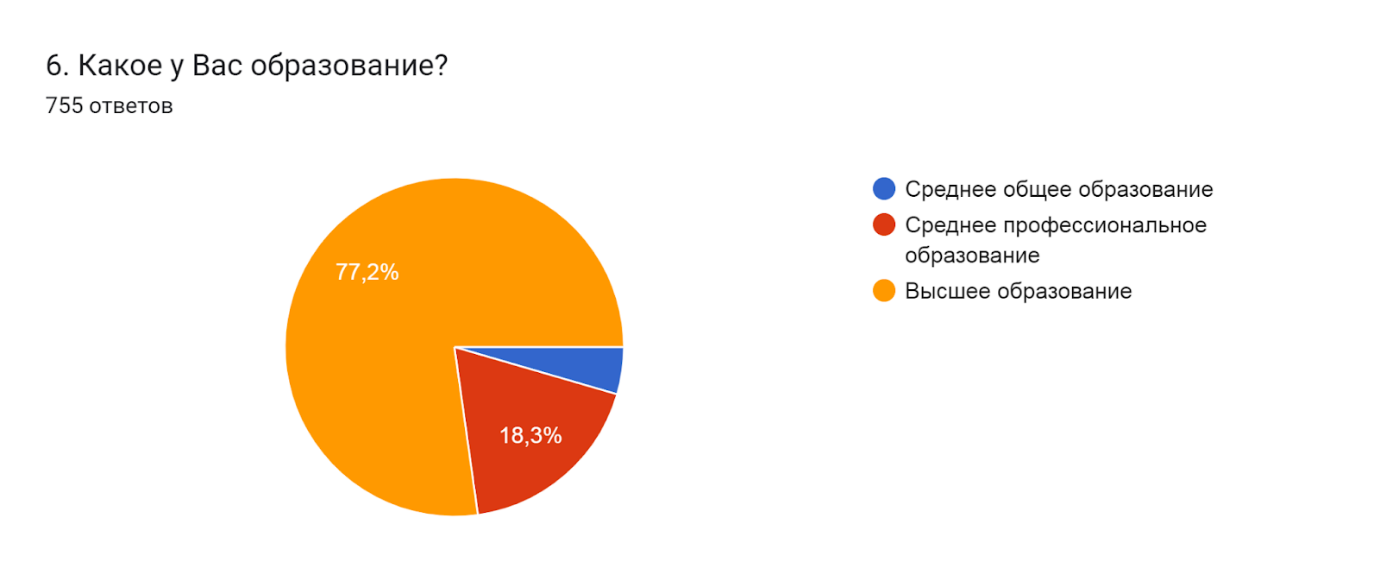 6. Какое у Вас образование?
755 ответов
77,2%
18,3%
Среднее общее образование
Среднее профессиональное
образование
Высшее образование